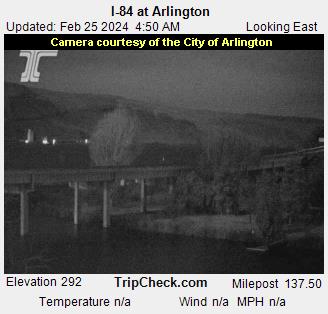 I-84 at Arlington
Updated: Feb 25 2024 4:50 AM Looking East
Camera courtesy of the City of Arlington
Elevation 292 TripCheck.com Milepost 137.50
Temperature n/a Wind n/a MPH n/a